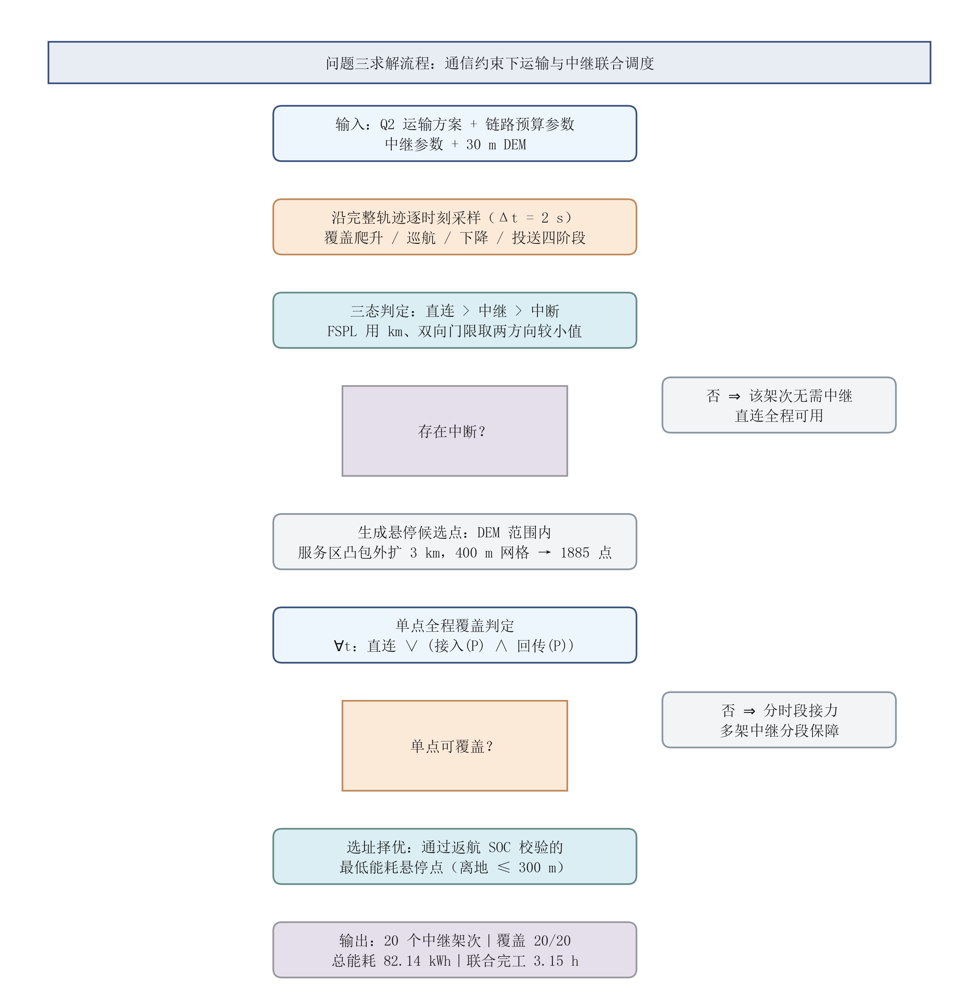 问题三求解流程：通信约束下运输与中继联合调度
输入：Q2 运输方案 + 链路预算参数
中继参数 + 30 m DEM
沿完整轨迹逐时刻采样（Δt = 2 s）
覆盖爬升 / 巡航 / 下降 / 投送四阶段
三态判定：直连 > 中继 > 中断
FSPL 用 km、双向门限取两方向较小值
否 ⇒ 该架次无需中继
直连全程可用
存在中断？
生成悬停候选点：DEM 范围内
服务区凸包外扩 3 km，400 m 网格 → 1885 点
单点全程覆盖判定
∀t：直连 ∨ (接入(P) ∧ 回传(P))
否 ⇒ 分时段接力
多架中继分段保障
单点可覆盖？
选址择优：通过返航 SOC 校验的
最低能耗悬停点（离地 ≤ 300 m）
输出：20 个中继架次｜覆盖 20/20
总能耗 82.14 kWh｜联合完工 3.15 h